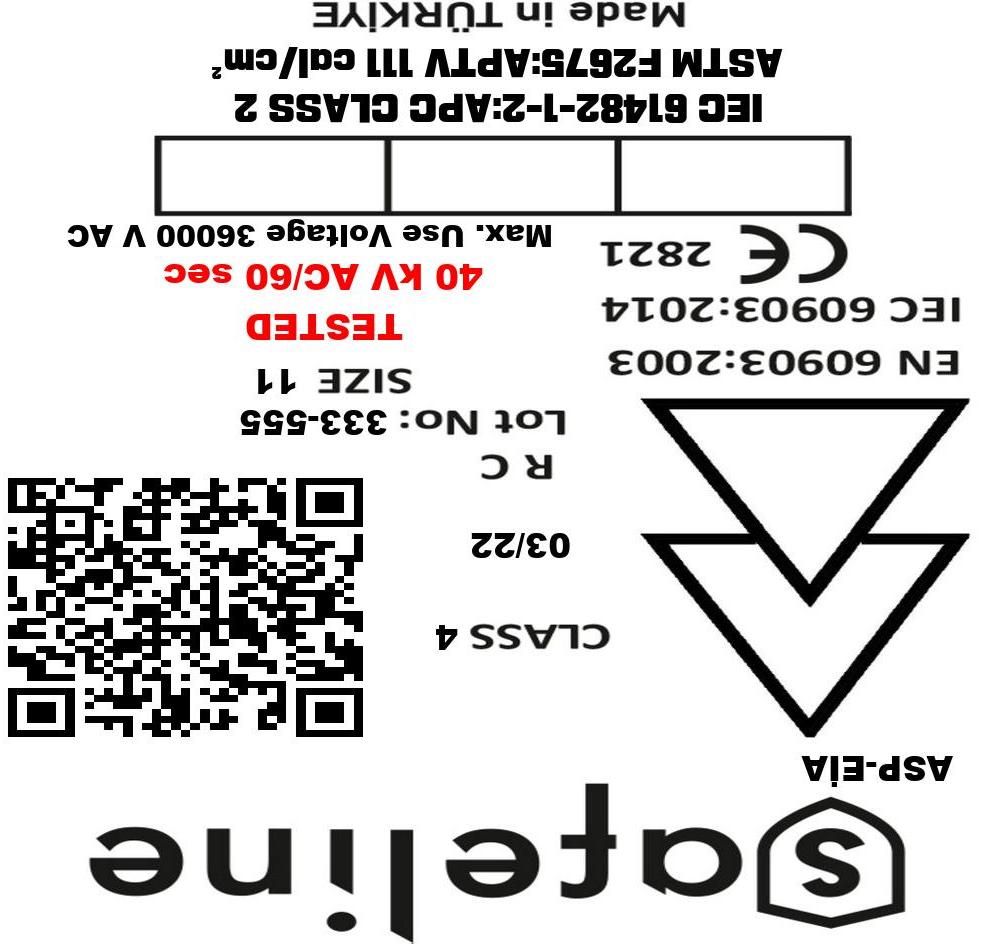 safeline
ASP-EİA
CLASS 4
03/22
R C
Lot No: 333-555
EN 60903:2003
SIZE 11
IEC 60903:2014
TESTED
CE 2821
40 kV AC/60 sec
Max. Use Voltage 36000 V AC
IEC 61482-1-2:APC CLASS 2
ASTM F2675:APTV 111 cal/cm²
Made in TÜRKİYE